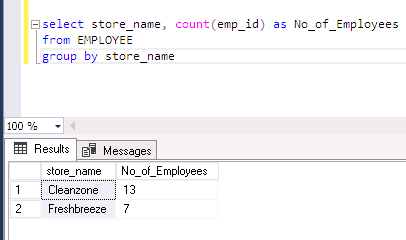 select store_name, count(emp_id) as No_of_Employees
from EMPLOYEE
group by store_name
100 %
Results Messages
store_name No_of_Employees
1 Cleanzone 13
2 Freshbreeze 7